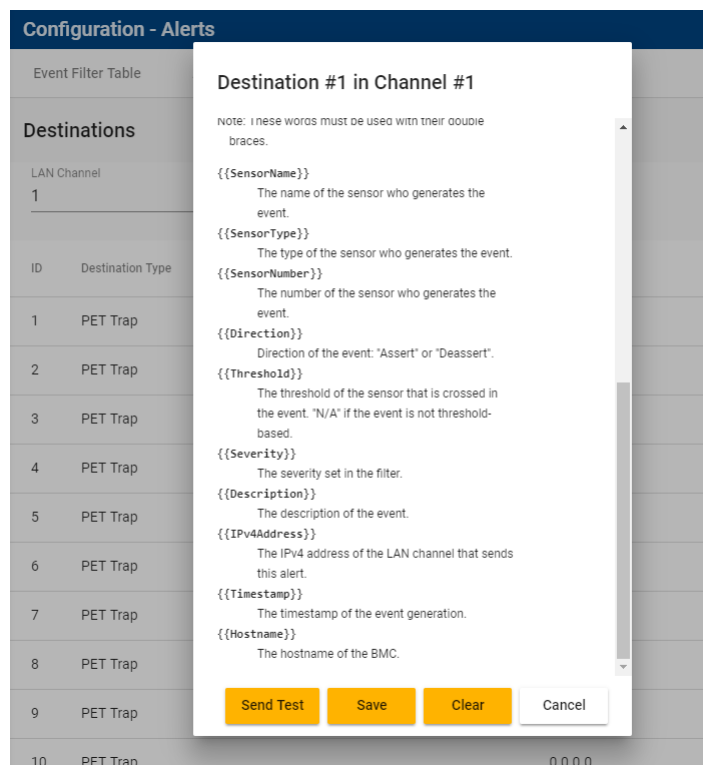 Configuration - Alerts
Event Filter Table
Destinations
LAN Channel
1
ID Destination Type
1 PET Trap
2 PET Trap
3 PET Trap
4 PET Trap
5 PET Trap
6 PET Trap
7 PET Trap
8 PET Trap
9 PET Trap
10 PET Trap 0.0.0.0
Destination #1 in Channel #1
Note: These words must be used with their double
braces.
{{SensorName}}
The name of the sensor who generates the
event.
{{SensorType}}
The type of the sensor who generates the event.
{{SensorNumber}}
The number of the sensor who generates the
event.
{{Direction}}
Direction of the event: "Assert" or "Deassert".
{{Threshold}}
The threshold of the sensor that is crossed in
the event. "N/A" if the event is not threshold-
based.
{{Severity}}
The severity set in the filter.
{{Description}}
The description of the event.
{{IPv4Address}}
The IPv4 address of the LAN channel that sends
this alert.
{{Timestamp}}
The timestamp of the event generation.
{{Hostname}}
The hostname of the BMC.
Send Test Save Clear Cancel